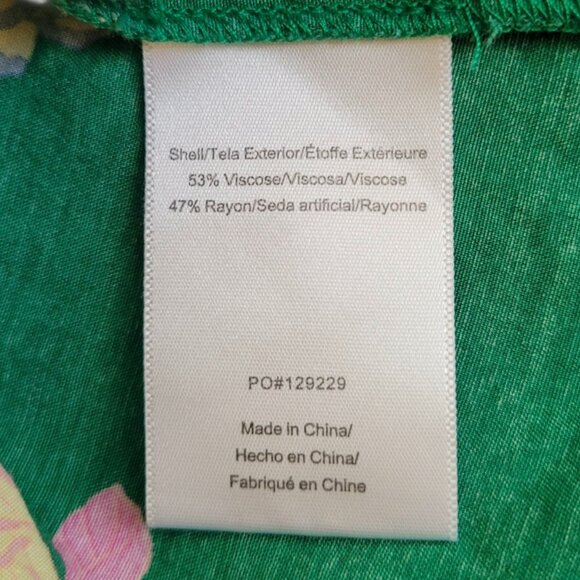 Shell/Tela Exterior/Étoffe Extérieure
53% Viscose/Viscosa/Viscose
47% Rayon/Seda artificial/Rayonne
PO#129229
Made in China/
Hecho en China/
Fabriqué en Chine